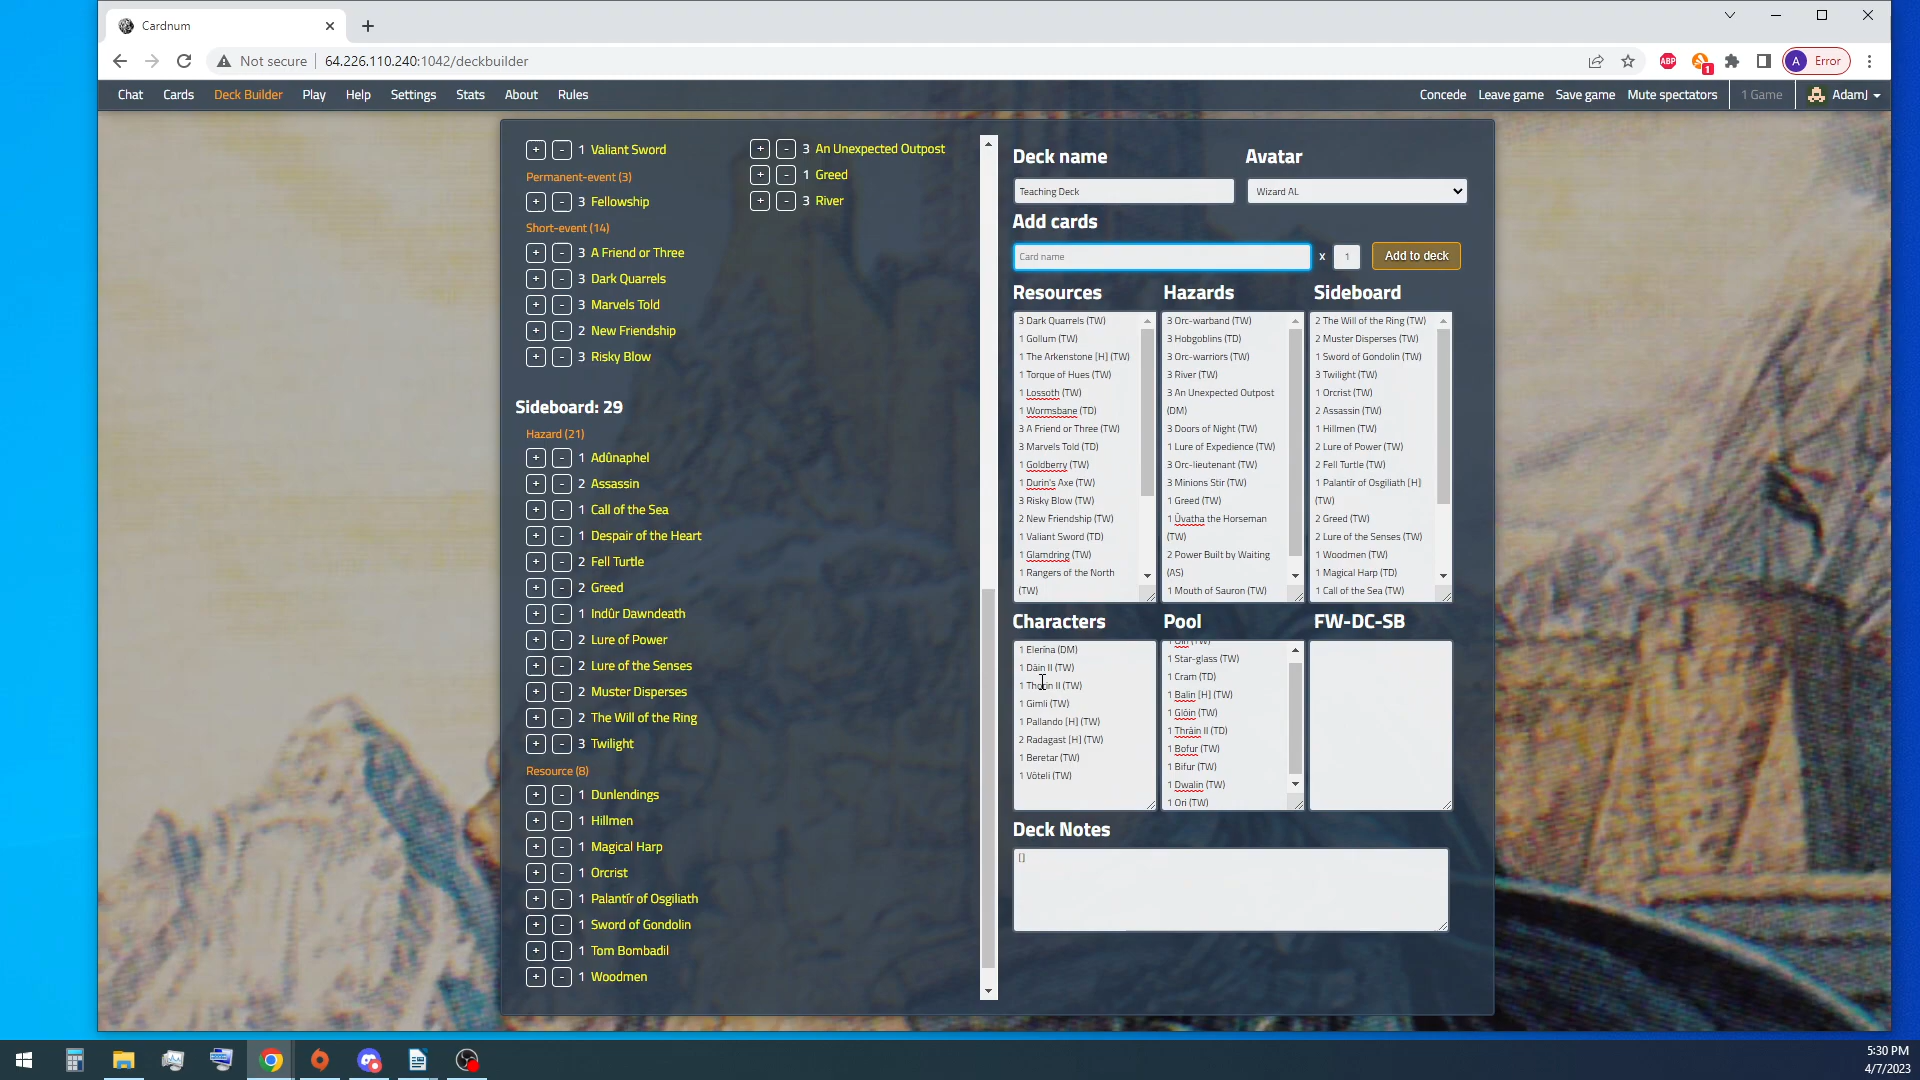 Cardnum
Not secure
64.226.110.240:1042/deckbuilder
ABP
1
A
Error
Chat
Cards
Deck Builder
Play
Help
Settings
Stats
About
Rules
Concede
Leave game
Save game
Mute spectators
1 Game
AdamJ
+ - 1 Valiant Sword
Permanent-event (3)
+ - 3 Fellowship
Short-event (14)
+ - 3 A Friend or Three
+ - 3 Dark Quarrels
+ - 3 Marvels Told
+ - 2 New Friendship
+ - 3 Risky Blow
+ - 3 An Unexpected Outpost
+ - 1 Greed
+ - 3 River
Sideboard: 29
Hazard (21)
+ - 1 Adûnaphel
+ - 2 Assassin
+ - 1 Call of the Sea
+ - 1 Despair of the Heart
+ - 2 Fell Turtle
+ - 2 Greed
+ - 1 Indûr Dawndeath
+ - 2 Lure of Power
+ - 2 Lure of the Senses
+ - 2 Muster Disperses
+ - 2 The Will of the Ring
+ - 3 Twilight
Resource (8)
+ - 1 Dunlendings
+ - 1 Hillmen
+ - 1 Magical Harp
+ - 1 Orcrist
+ - 1 Palantír of Osgiliath
+ - 1 Sword of Gondolin
+ - 1 Tom Bombadil
+ - 1 Woodmen
Deck name
Teaching Deck
Avatar
Wizard AL
Add cards
Card name
x
1
Add to deck
Resources
3 Dark Quarrels (TW)
1 Gollum (TW)
1 The Arkenstone [H] (TW)
1 Torque of Hues (TW)
1 Lossoth (TW)
1 Wormsbane (TD)
3 A Friend or Three (TW)
3 Marvels Told (TD)
1 Goldberry (TW)
1 Durin's Axe (TW)
3 Risky Blow (TW)
2 New Friendship (TW)
1 Valiant Sword (TD)
1 Glamdring (TW)
1 Rangers of the North
(TW)
Hazards
3 Orc-warband (TW)
3 Hobgoblins (TD)
3 Orc-warriors (TW)
3 River (TW)
3 An Unexpected Outpost
(DM)
3 Doors of Night (TW)
1 Lure of Expedience (TW)
3 Orc-lieutenant (TW)
3 Minions Stir (TW)
1 Greed (TW)
1 Ûvatha the Horseman
(TW)
2 Power Built by Waiting
(AS)
1 Mouth of Sauron (TW)
Sideboard
2 The Will of the Ring (TW)
2 Muster Disperses (TW)
1 Sword of Gondolin (TW)
3 Twilight (TW)
1 Orcrist (TW)
2 Assassin (TW)
1 Hillmen (TW)
2 Lure of Power (TW)
2 Fell Turtle (TW)
1 Palantír of Osgiliath [H]
(TW)
2 Greed (TW)
2 Lure of the Senses (TW)
1 Woodmen (TW)
1 Magical Harp (TD)
1 Call of the Sea (TW)
Characters
1 Elerína (DM)
1 Dáin II (TW)
1 Thorin II (TW)
1 Gimli (TW)
1 Pallando [H] (TW)
2 Radagast [H] (TW)
1 Beretar (TW)
1 Vôteli (TW)
Pool
1 Star-glass (TW)
1 Cram (TD)
1 Balin [H] (TW)
1 Glóin (TW)
1 Thráin II (TD)
1 Bofur (TW)
1 Bifur (TW)
1 Dwalin (TW)
1 Ori (TW)
FW-DC-SB
Deck Notes
[]
5:30 PM
4/7/2023